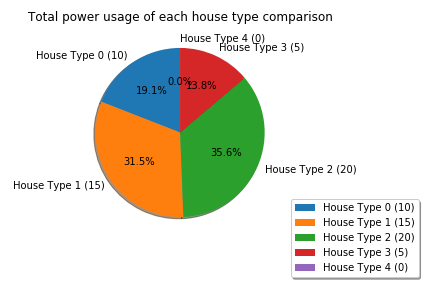 Total power usage of each house type comparison
House Type 4 (0)
House Type 3 (5)
House Type 0 (10)
0.0%
13.8%
19.1%
35.6%
31.5%
House Type 2 (20)
House Type 1 (15)
House Type 0 (10)
House Type 1 (15)
House Type 2 (20)
House Type 3 (5)
House Type 4 (0)